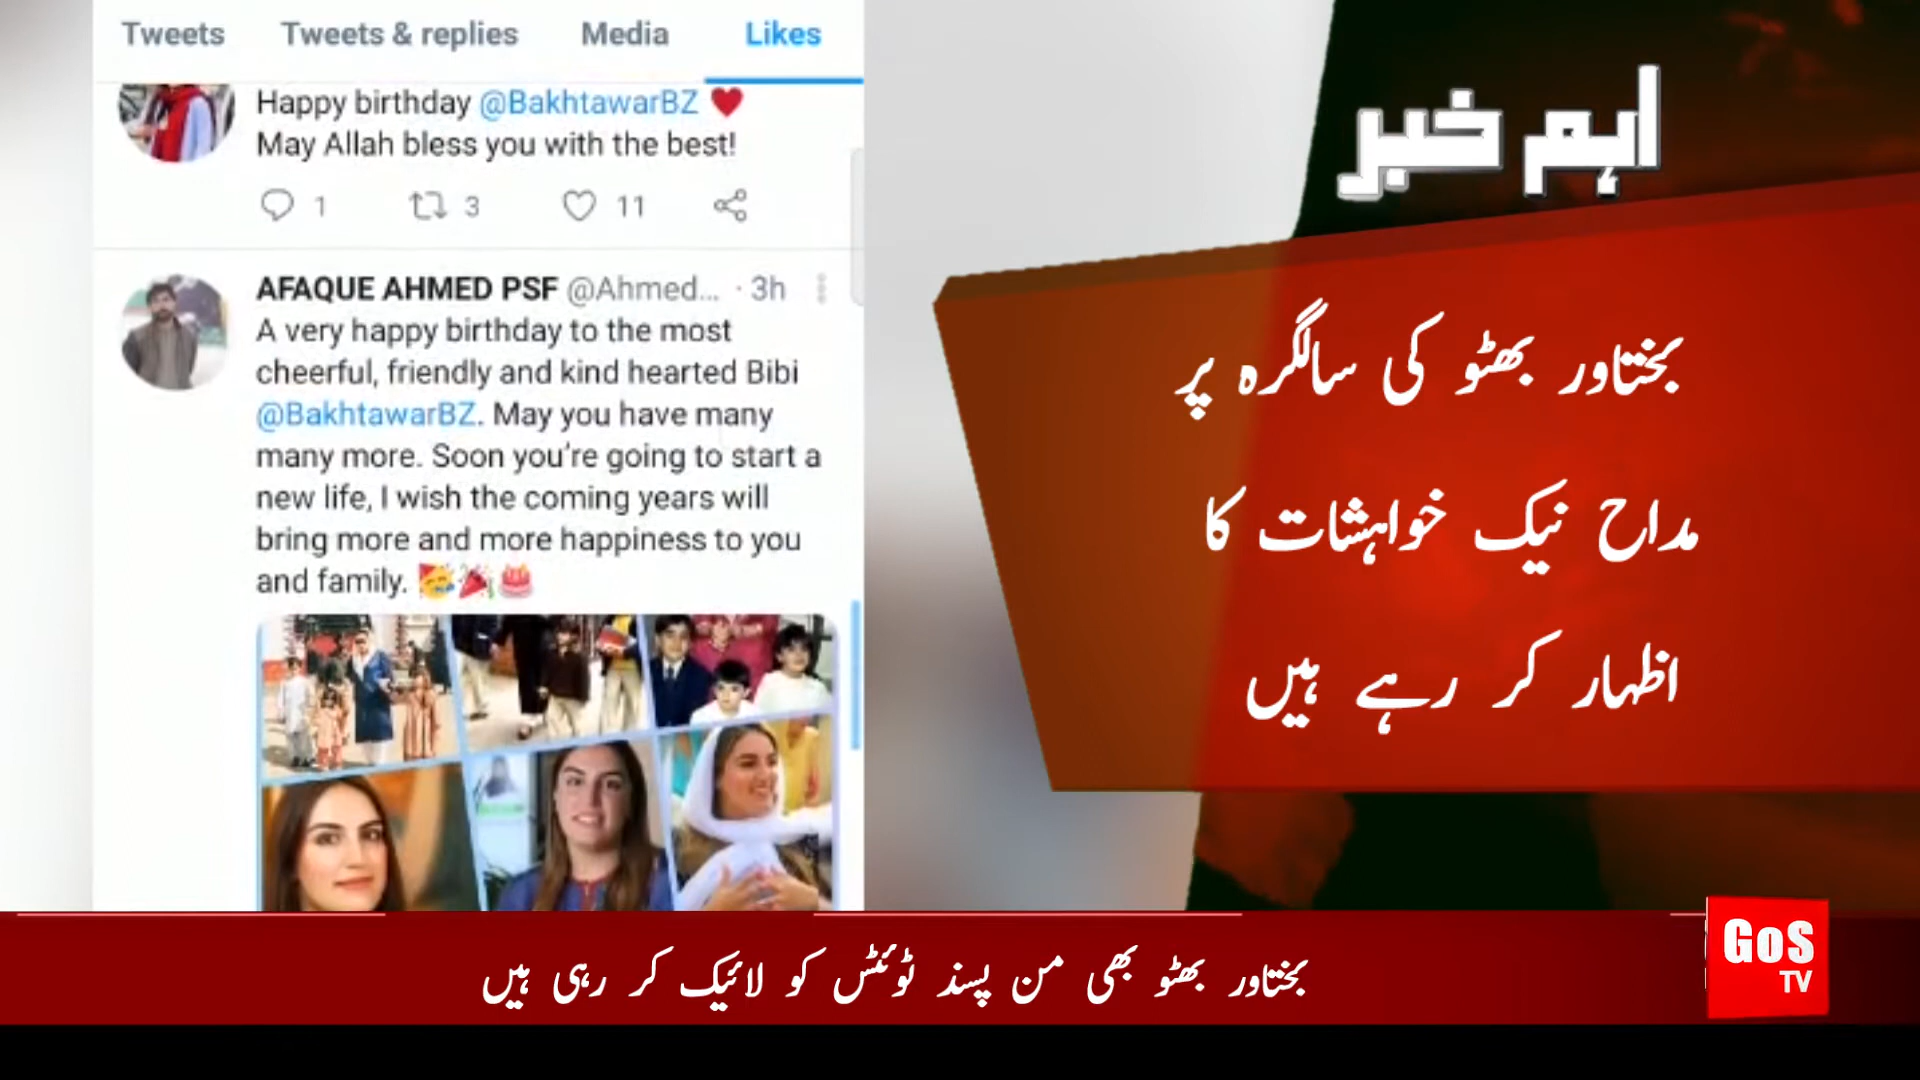 Tweets Tweets & replies Media Likes
Happy birthday @BakhtawarBZ ❤️
May Allah bless you with the best!
1 3 11
AFAQUE AHMED PSF @Ahmed... · 3h
A very happy birthday to the most
cheerful, friendly and kind hearted Bibi
@BakhtawarBZ. May you have many
many more. Soon you're going to start a
new life, I wish the coming years will
bring more and more happiness to you
and family. 🥳🎉🎂
اہم خبر
بختاور بھٹو کی سالگرہ پر
مداح نیک خواہشات کا
اظہار کر رہے ہیں
بختاور بھٹو بھی من پسند ٹوئٹس کو لائیک کر رہی ہیں
GoS
TV